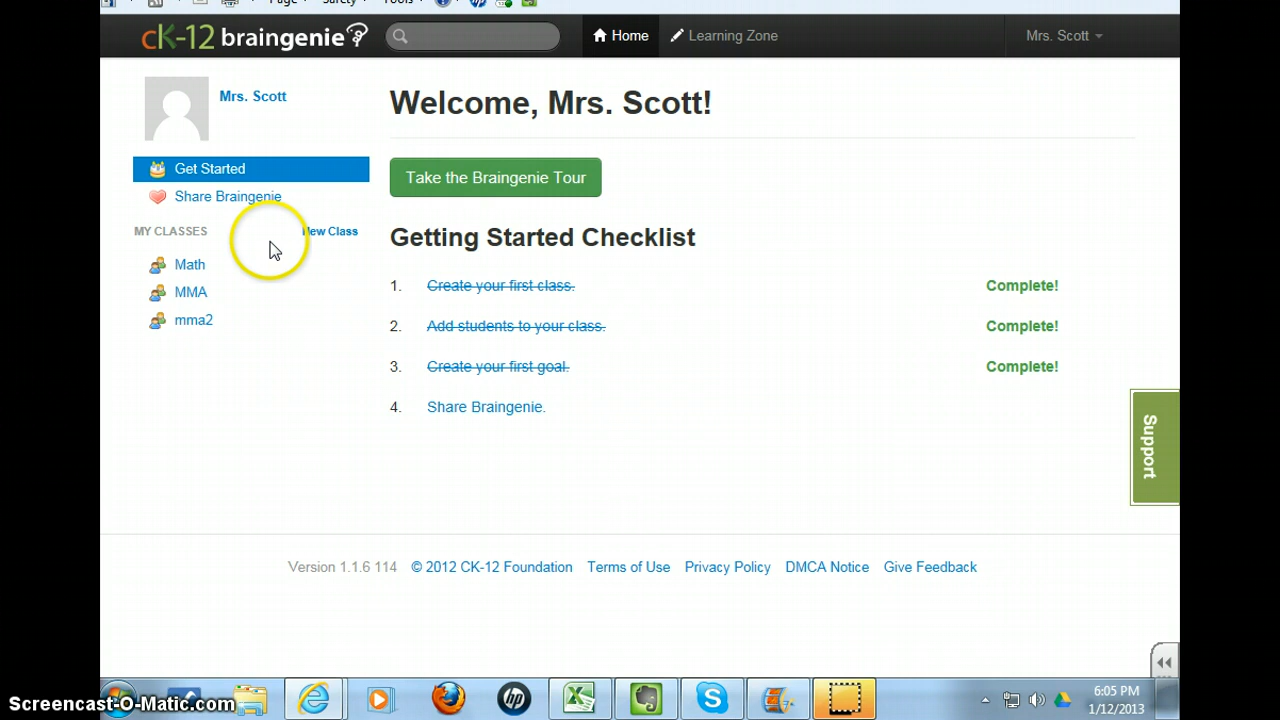 Page Safety Tools
ck-12 braingenie
Home
Learning Zone
Mrs. Scott
Mrs. Scott
Get Started
Share Braingenie
MY CLASSES
New Class
Math
MMA
mma2
Welcome, Mrs. Scott!
Take the Braingenie Tour
Getting Started Checklist
1. Create your first class. Complete!
2. Add students to your class. Complete!
3. Create your first goal. Complete!
4. Share Braingenie.
Support
Version 1.1.6 114 © 2012 CK-12 Foundation Terms of Use Privacy Policy DMCA Notice Give Feedback
Screencast-O-Matic.com
hp
6:05 PM
1/12/2013